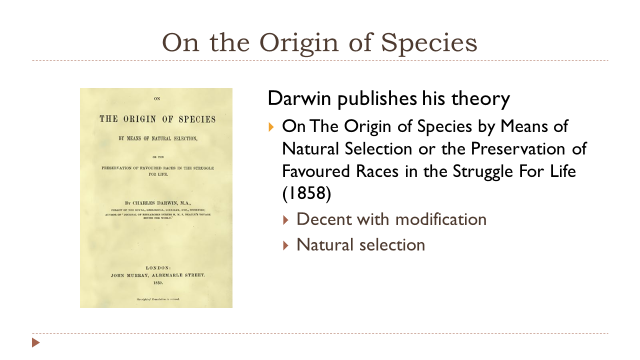 On the Origin of Species
ON
THE ORIGIN OF SPECIES
BY MEANS OF NATURAL SELECTION,
OR THE
PRESERVATION OF FAVOURED RACES IN THE STRUGGLE
FOR LIFE.
BY CHARLES DARWIN, M.A.,
LONDON:
JOHN MURRAY, ALBEMARLE STREET.
Darwin publishes his theory
On The Origin of Species by Means of
Natural Selection or the Preservation of
Favoured Races in the Struggle For Life
(1858)
Decent with modification
Natural selection